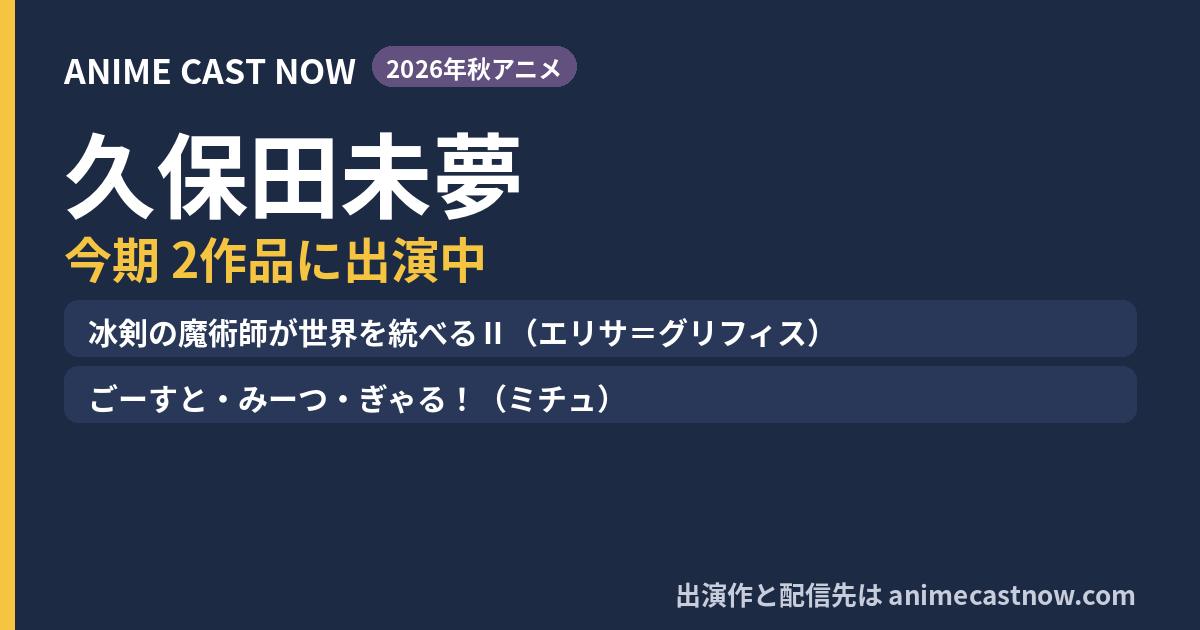 ANIME CAST NOW 2026年秋アニメ
久保田未夢
今期 2作品に出演中
冰剣の魔術師が世界を統べるⅡ（エリサ＝グリフィス）
ごーすと・みーつ・ぎゃる！（ミチュ）
出演作と配信先は animecastnow.com